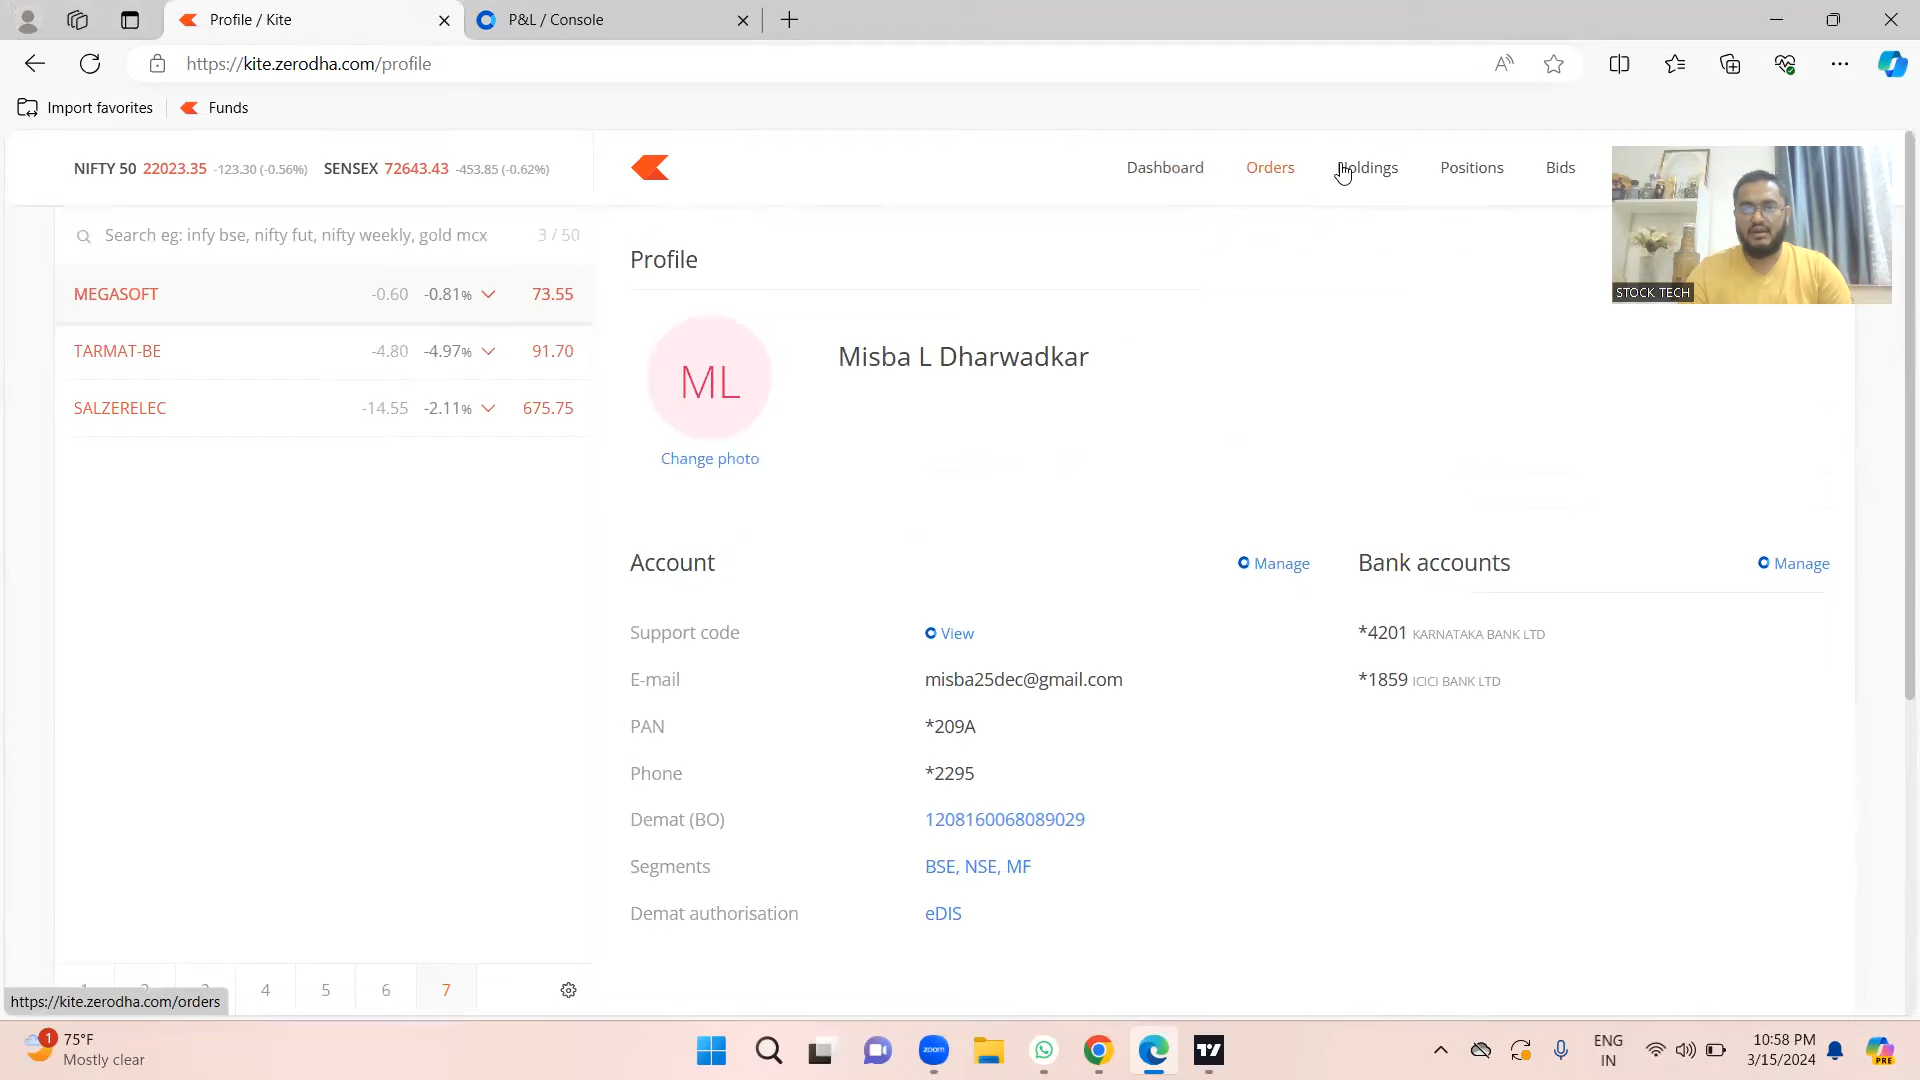 Profile / Kite
P&L / Console
https://kite.zerodha.com/profile
Import favorites
Funds
NIFTY 50 22023.35 -123.30 (-0.56%) SENSEX 72643.43 -453.85 (-0.62%)
Dashboard Orders Holdings Positions Bids
Search eg: infy bse, nifty fut, nifty weekly, gold mcx 3 / 50
MEGASOFT -0.60 -0.81% 73.55
TARMAT-BE -4.80 -4.97% 91.70
SALZERELEC -14.55 -2.11% 675.75
STOCK TECH
Profile
ML
Misba L Dharwadkar
Change photo
Account Manage
Support code View
E-mail misba25dec@gmail.com
PAN *209A
Phone *2295
Demat (BO) 1208160068089029
Segments BSE, NSE, MF
Demat authorisation eDIS
Bank accounts Manage
*4201 KARNATAKA BANK LTD
*1859 ICICI BANK LTD
4 5 6 7
https://kite.zerodha.com/orders
1
75°F
Mostly clear
zoom
ENG
IN
10:58 PM
3/15/2024
PRE